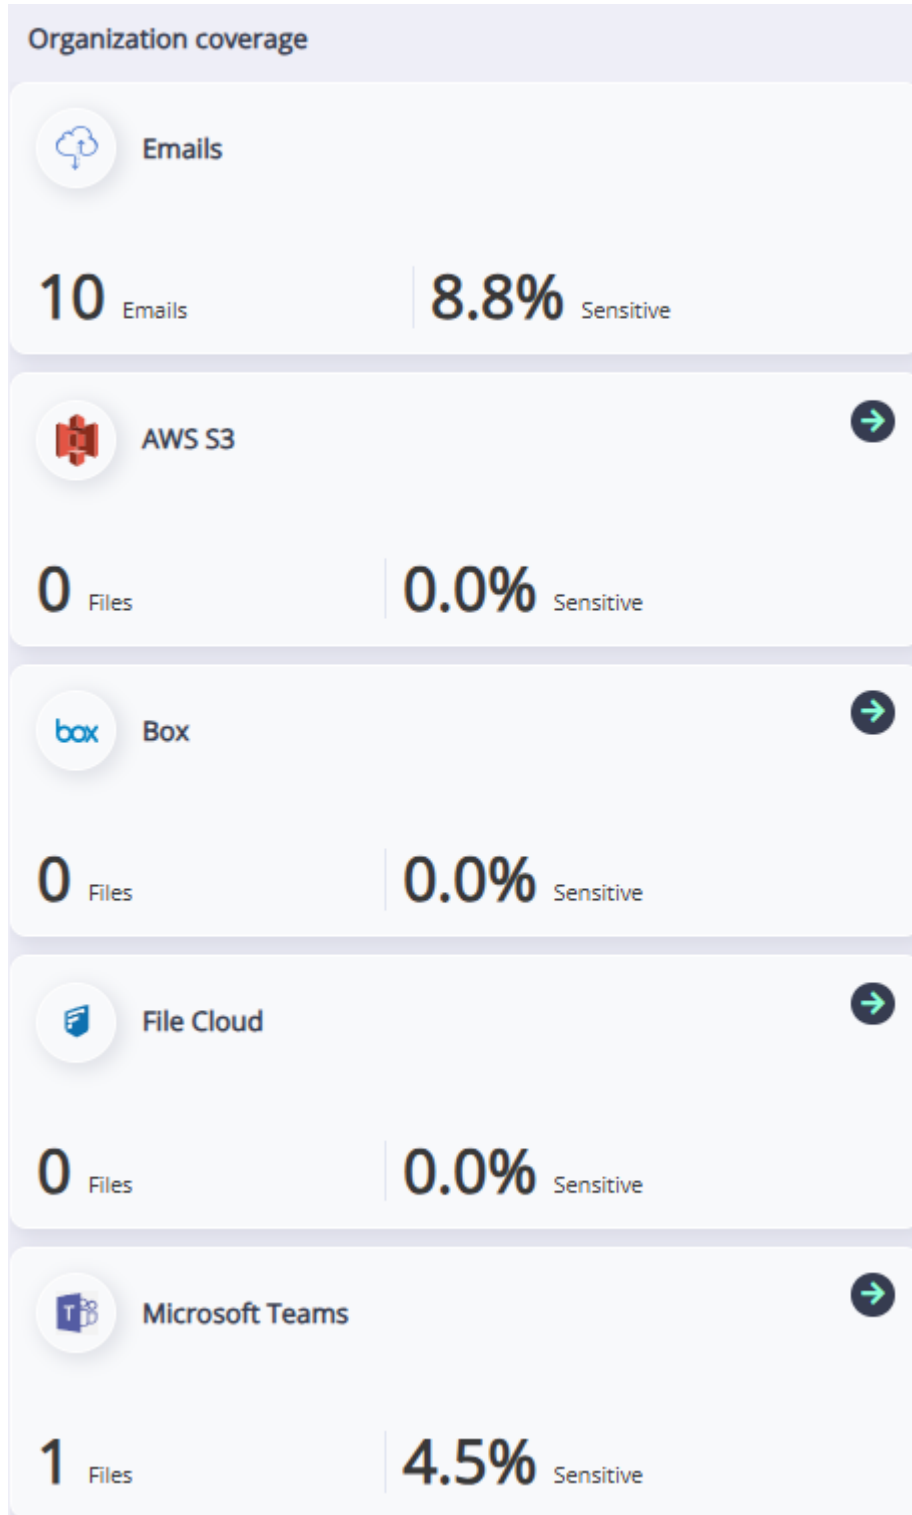 Organization coverage
Emails
10 Emails 8.8% Sensitive
AWS S3
0 Files 0.0% Sensitive
box Box
0 Files 0.0% Sensitive
File Cloud
0 Files 0.0% Sensitive
T Microsoft Teams
1 Files 4.5% Sensitive